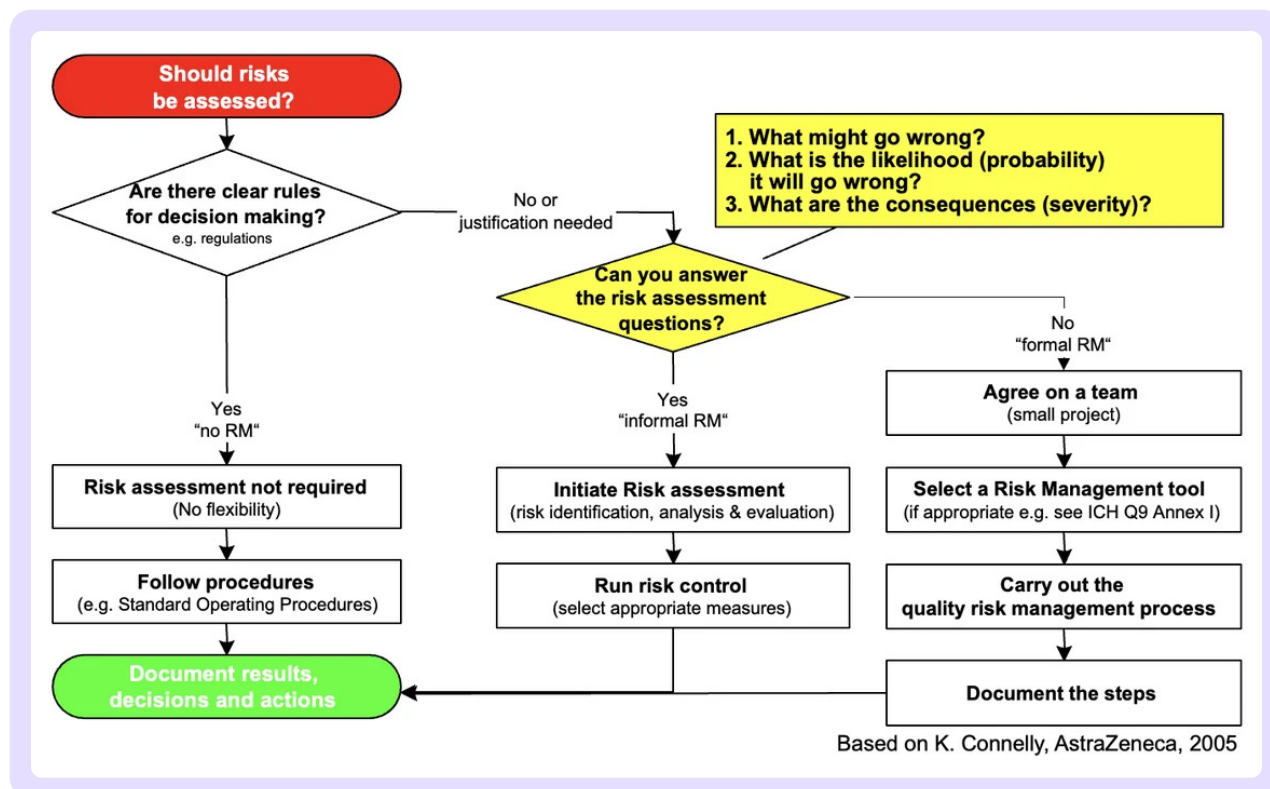 Should risks
be assessed?
Are there clear rules
for decision making?
e.g. regulations
No or
justification needed
1. What might go wrong?
2. What is the likelihood (probability)
it will go wrong?
3. What are the consequences (severity)?
Can you answer
the risk assessment
questions?
Yes
“no RM“
Yes
“informal RM“
No
“formal RM“
Risk assessment not required
(No flexibility)
Follow procedures
(e.g. Standard Operating Procedures)
Initiate Risk assessment
(risk identification, analysis & evaluation)
Run risk control
(select appropriate measures)
Agree on a team
(small project)
Select a Risk Management tool
(if appropriate e.g. see ICH Q9 Annex I)
Carry out the
quality risk management process
Document the steps
Document results,
decisions and actions
Based on K. Connelly, AstraZeneca, 2005